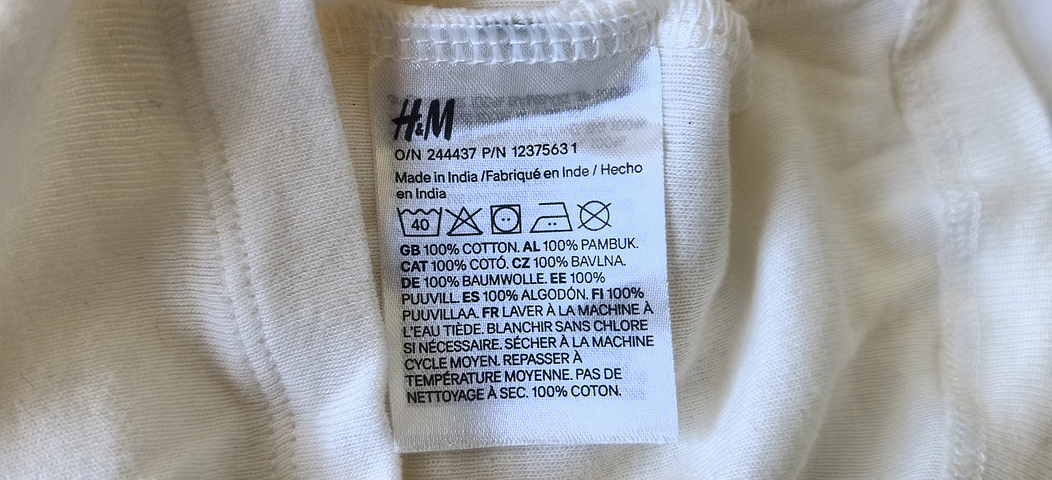 H&M
O/N 244437 P/N 1237563 1
Made in India /Fabriqué en Inde / Hecho
en India
40
GB 100% COTTON. AL 100% PAMBUK.
CAT 100% COTÓ. CZ 100% BAVLNA.
DE 100% BAUMWOLLE. EE 100%
PUUVILL. ES 100% ALGODÓN. FI 100%
PUUVILLAA. FR LAVER À LA MACHINE À
L'EAU TIÈDE. BLANCHIR SANS CHLORE
SI NÉCESSAIRE. SÉCHER À LA MACHINE
CYCLE MOYEN. REPASSER À
TEMPÉRATURE MOYENNE. PAS DE
NETTOYAGE À SEC. 100% COTON.